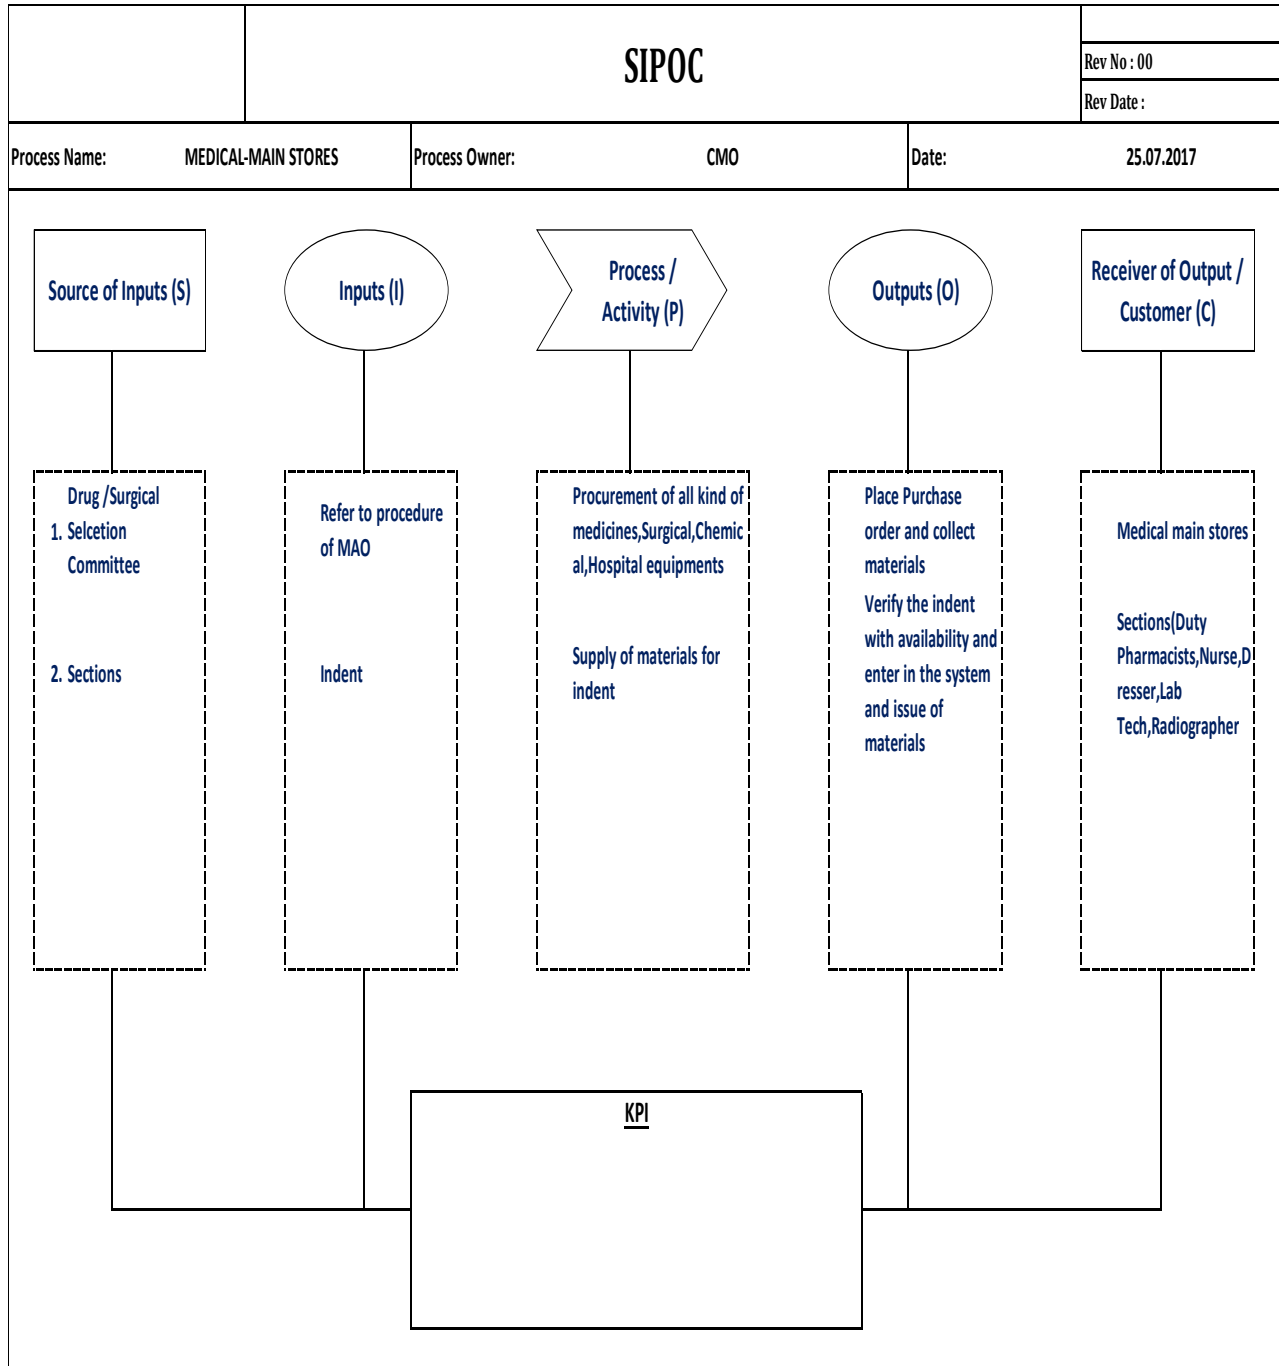 SIPOC
Rev No : 00
Rev Date :
Process Name: MEDICAL-MAIN STORES Process Owner: CMO Date: 25.07.2017
Source of Inputs (S)
Inputs (I)
Process /
Activity (P)
Outputs (O)
Receiver of Output /
Customer (C)
Drug /Surgical
1. Selcetion
Committee
2. Sections
Refer to procedure
of MAO
Indent
Procurement of all kind of
medicines,Surgical,Chemic
al,Hospital equipments
Supply of materials for
indent
Place Purchase
order and collect
materials
Verify the indent
with availability and
enter in the system
and issue of
materials
Medical main stores
Sections(Duty
Pharmacists,Nurse,D
resser,Lab
Tech,Radiographer
KPI